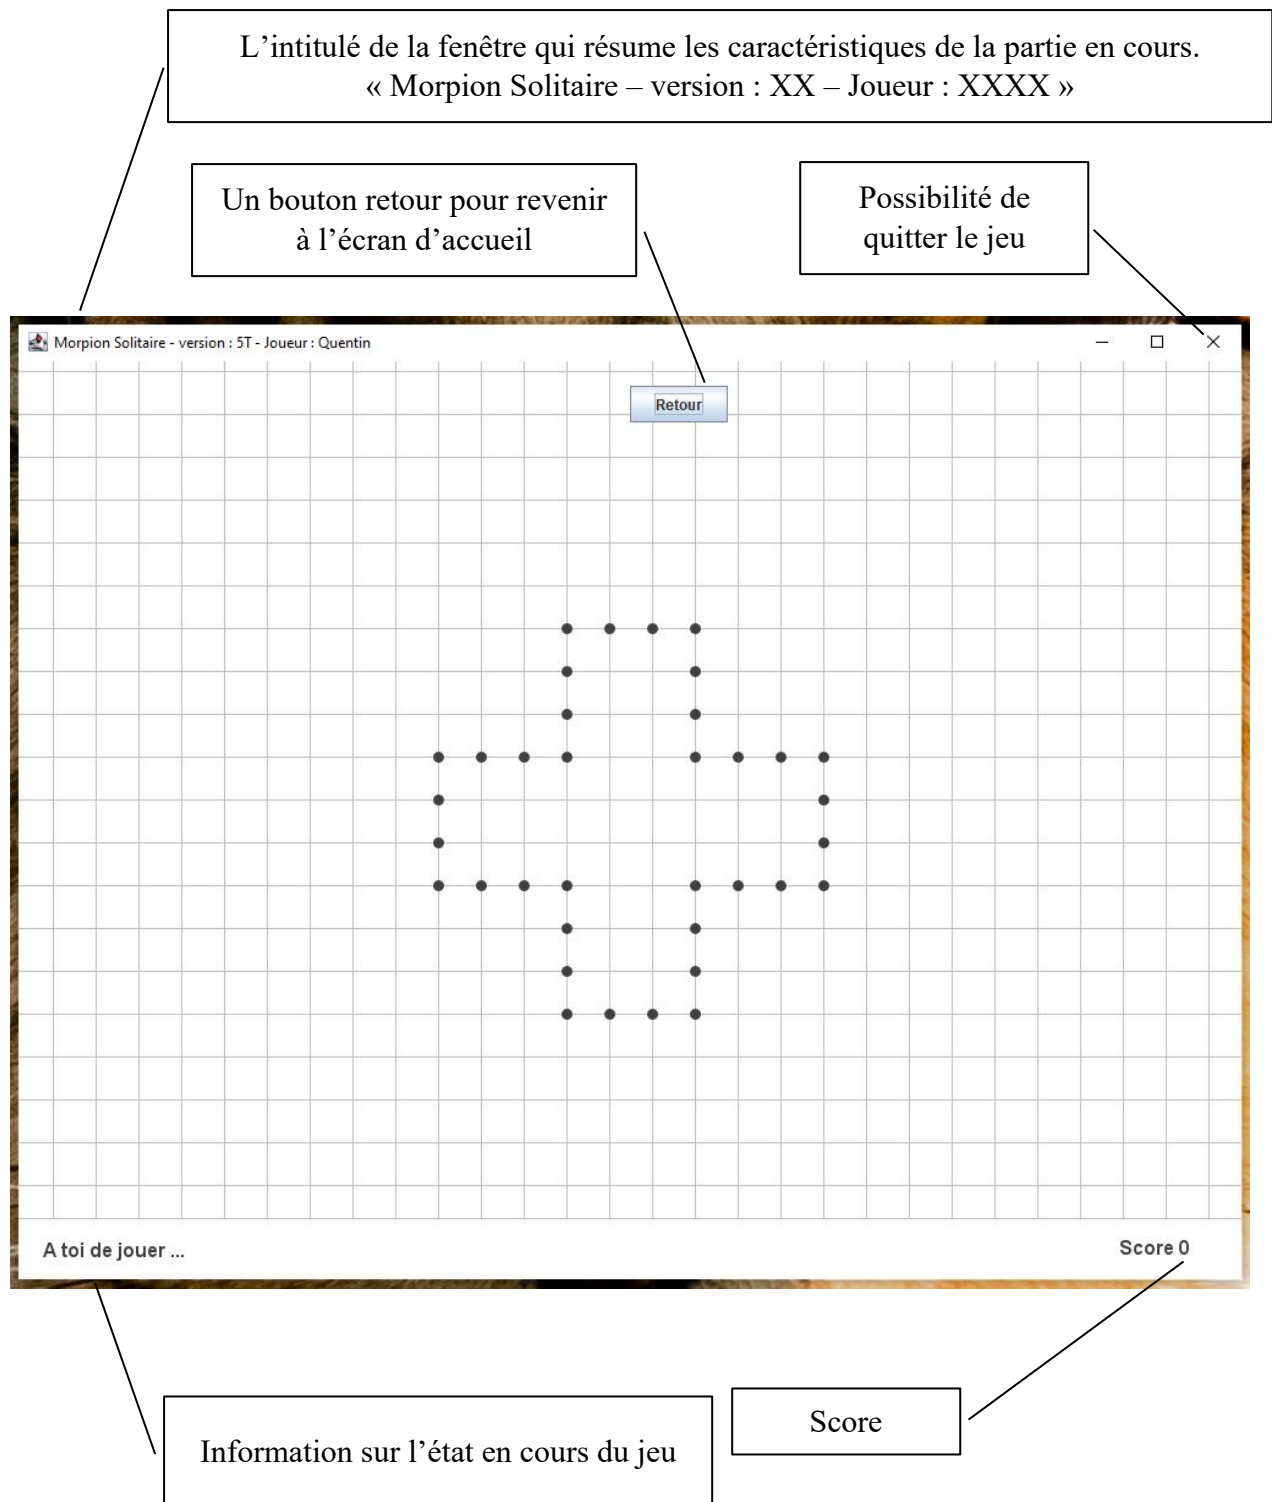 L’intitulé de la fenêtre qui résume les caractéristiques de la partie en cours.
« Morpion Solitaire – version : XX – Joueur : XXXX »
Un bouton retour pour revenir
à l’écran d’accueil
Possibilité de
quitter le jeu
Morpion Solitaire - version : 5T - Joueur : Quentin
Retour
A toi de jouer ...
Score 0
Score
Information sur l’état en cours du jeu